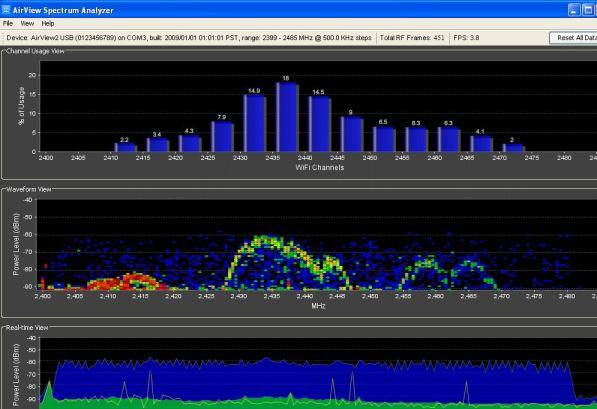 AirView Spectrum Analyzer
File View Help
Device: AirView2 USB (0123456789) on COM3, built: 2009/01/01 01:01:01 PST, range: 2399 - 2485 MHz @ 500.0 KHz steps Total RF Frames: 451 FPS: 3.8 Reset All Data
Channel Usage View
% of Usage
20
15
10
5
0
2.2 3.4 4.3 7.9 14.9 18 14.5 9 6.5 6.3 6.3 4.1 2
2400 2405 2410 2415 2420 2425 2430 2435 2440 2445 2450 2455 2460 2465 2470 2475 2480
WiFi Channels
Waveform View
Power Level (dBm)
-40
-50
-60
-70
-80
-90
2,400 2,405 2,410 2,415 2,420 2,425 2,430 2,435 2,440 2,445 2,450 2,455 2,460 2,465 2,470 2,475 2,480
MHz
Real-time View
Power Level (dBm)
-40
-50
-60
-70
-80
-90